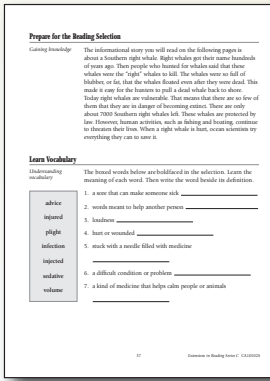 Prepare for the Reading Selection
Gaining knowledge
The informational story you will read on the following pages is
about a Southern right whale. Right whales got their name hundreds
of years ago. Then people who hunted for whales said that these
whales were the "right" whales to kill. The whales were so full of
blubber, or fat, that the whales floated even after they were dead. This
made it easy for the hunters to pull a dead whale back to shore.
Today right whales are vulnerable. That means that there are so few of
them that they are in danger of becoming extinct. There are only
about 7000 Southern right whales left. These whales are protected by
law. However, human activities, such as fishing and boating, continue
to threaten their lives. When a right whale is hurt, ocean scientists try
everything they can to save it.
Learn Vocabulary
Understanding
vocabulary
The boxed words below are boldfaced in the selection. Learn the
meaning of each word. Then write the word beside its definition.
advice
injured
plight
infection
injected
sedative
volume
1. a sore that can make someone sick
2. words meant to help another person
3. loudness
4. hurt or wounded
5. stuck with a needle filled with medicine
6. a difficult condition or problem
7. a kind of medicine that helps calm people or animals
57